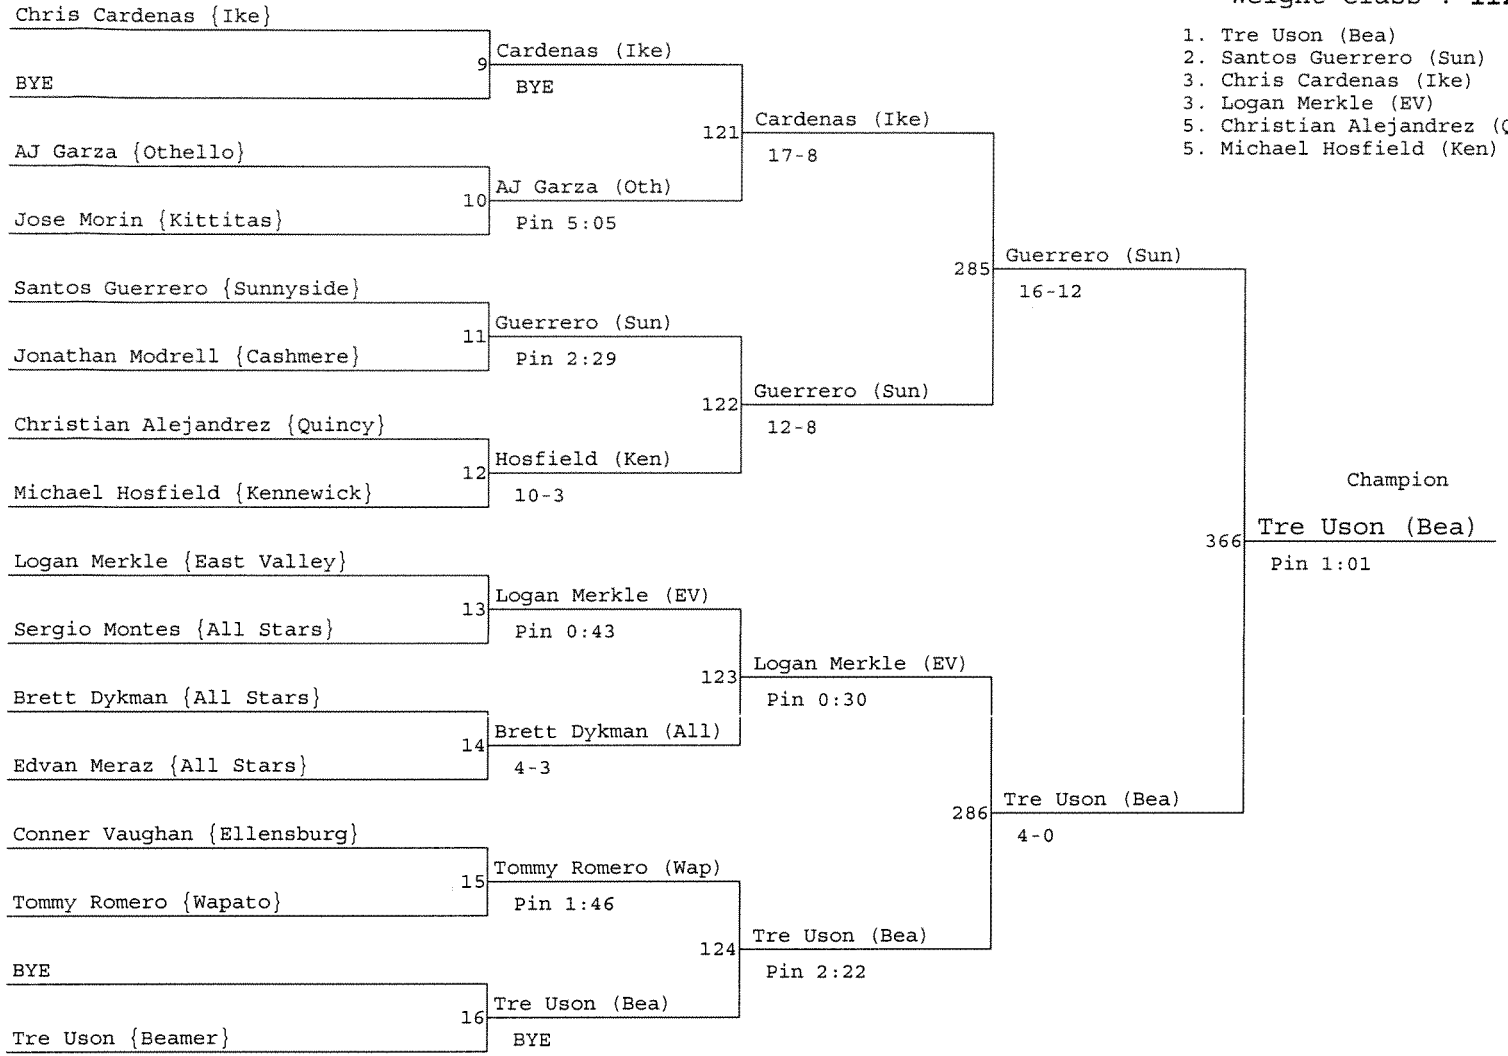 Weight Class :
1. Tre Uson (Bea)
2. Santos Guerrero (Sun)
3. Chris Cardenas (Ike)
3. Logan Merkle (EV)
5. Christian Alejandrez (Q
5. Michael Hosfield (Ken)
Chris Cardenas {Ike}
9 Cardenas (Ike)
BYE
BYE
121 Cardenas (Ike)
17-8
AJ Garza {Othello}
10 AJ Garza (Oth)
Jose Morin {Kittitas}
Pin 5:05
285 Guerrero (Sun)
16-12
Santos Guerrero {Sunnyside}
11 Guerrero (Sun)
Jonathan Modrell {Cashmere}
Pin 2:29
122 Guerrero (Sun)
12-8
Christian Alejandrez {Quincy}
12 Hosfield (Ken)
Michael Hosfield {Kennewick}
10-3
Champion
366 Tre Uson (Bea)
Pin 1:01
Logan Merkle {East Valley}
13 Logan Merkle (EV)
Sergio Montes {All Stars}
Pin 0:43
123 Logan Merkle (EV)
Pin 0:30
Brett Dykman {All Stars}
14 Brett Dykman (All)
Edvan Meraz {All Stars}
4-3
286 Tre Uson (Bea)
4-0
Conner Vaughan {Ellensburg}
15 Tommy Romero (Wap)
Tommy Romero {Wapato}
Pin 1:46
124 Tre Uson (Bea)
Pin 2:22
BYE
16 Tre Uson (Bea)
Tre Uson {Beamer}
BYE